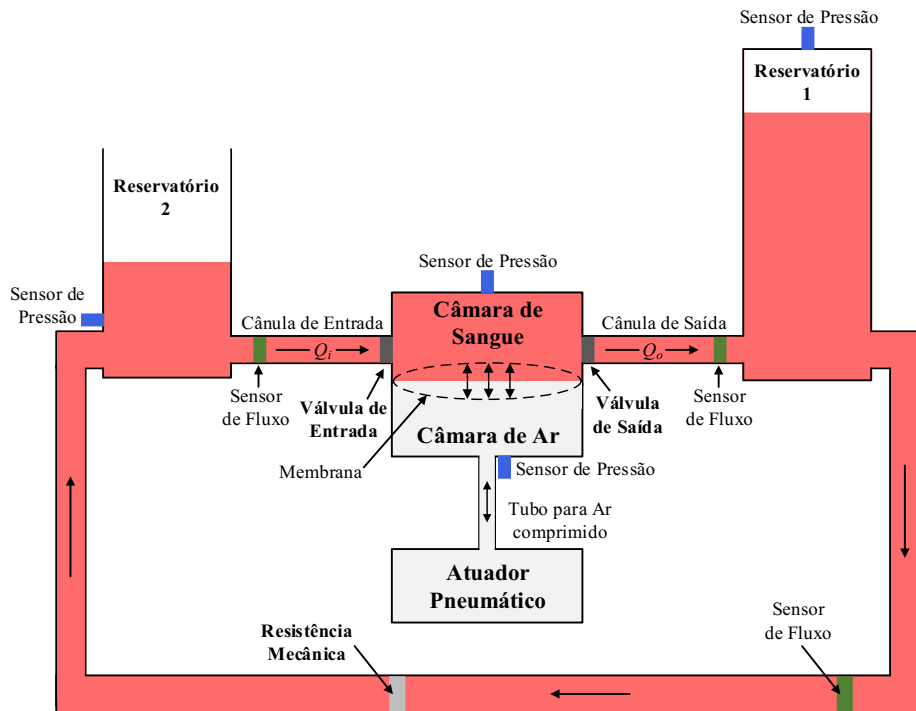 Sensor de
Pressão
Reservatório
1
Reservatório
2
Sensor de Pressão
Sensor de
Pressão
Cânula de Entrada
Câmara de
Sangue
Cânula de Saída
Qi
Qo
Sensor
de Fluxo
Válvula de
Entrada
Válvula
de Saída
Sensor
de Fluxo
Câmara de Ar
Membrana
Sensor de Pressão
Tubo para Ar
comprimido
Atuador
Pneumático
Resistência
Mecânica
Sensor
de Fluxo